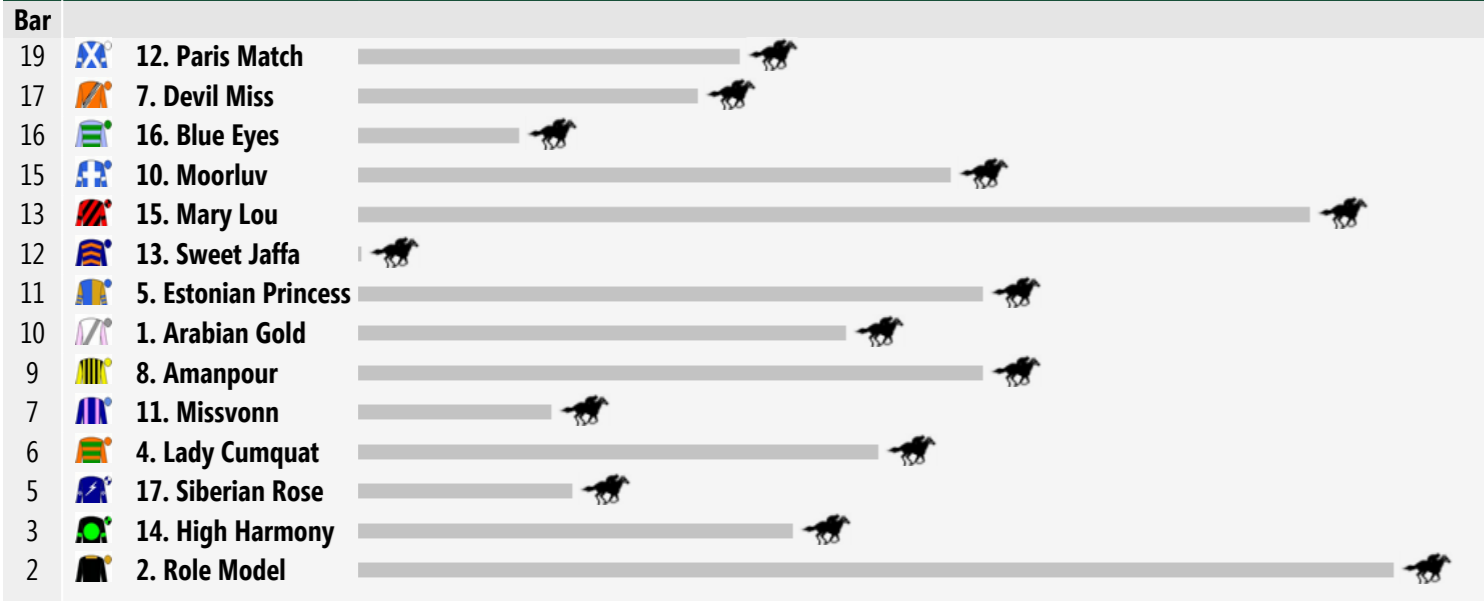 Bar
19 12. Paris Match
17 7. Devil Miss
16 16. Blue Eyes
15 10. Moorluv
13 15. Mary Lou
12 13. Sweet Jaffa
11 5. Estonian Princess
10 1. Arabian Gold
9 8. Amanpour
7 11. Missvonn
6 4. Lady Cumquat
5 17. Siberian Rose
3 14. High Harmony
2 2. Role Model